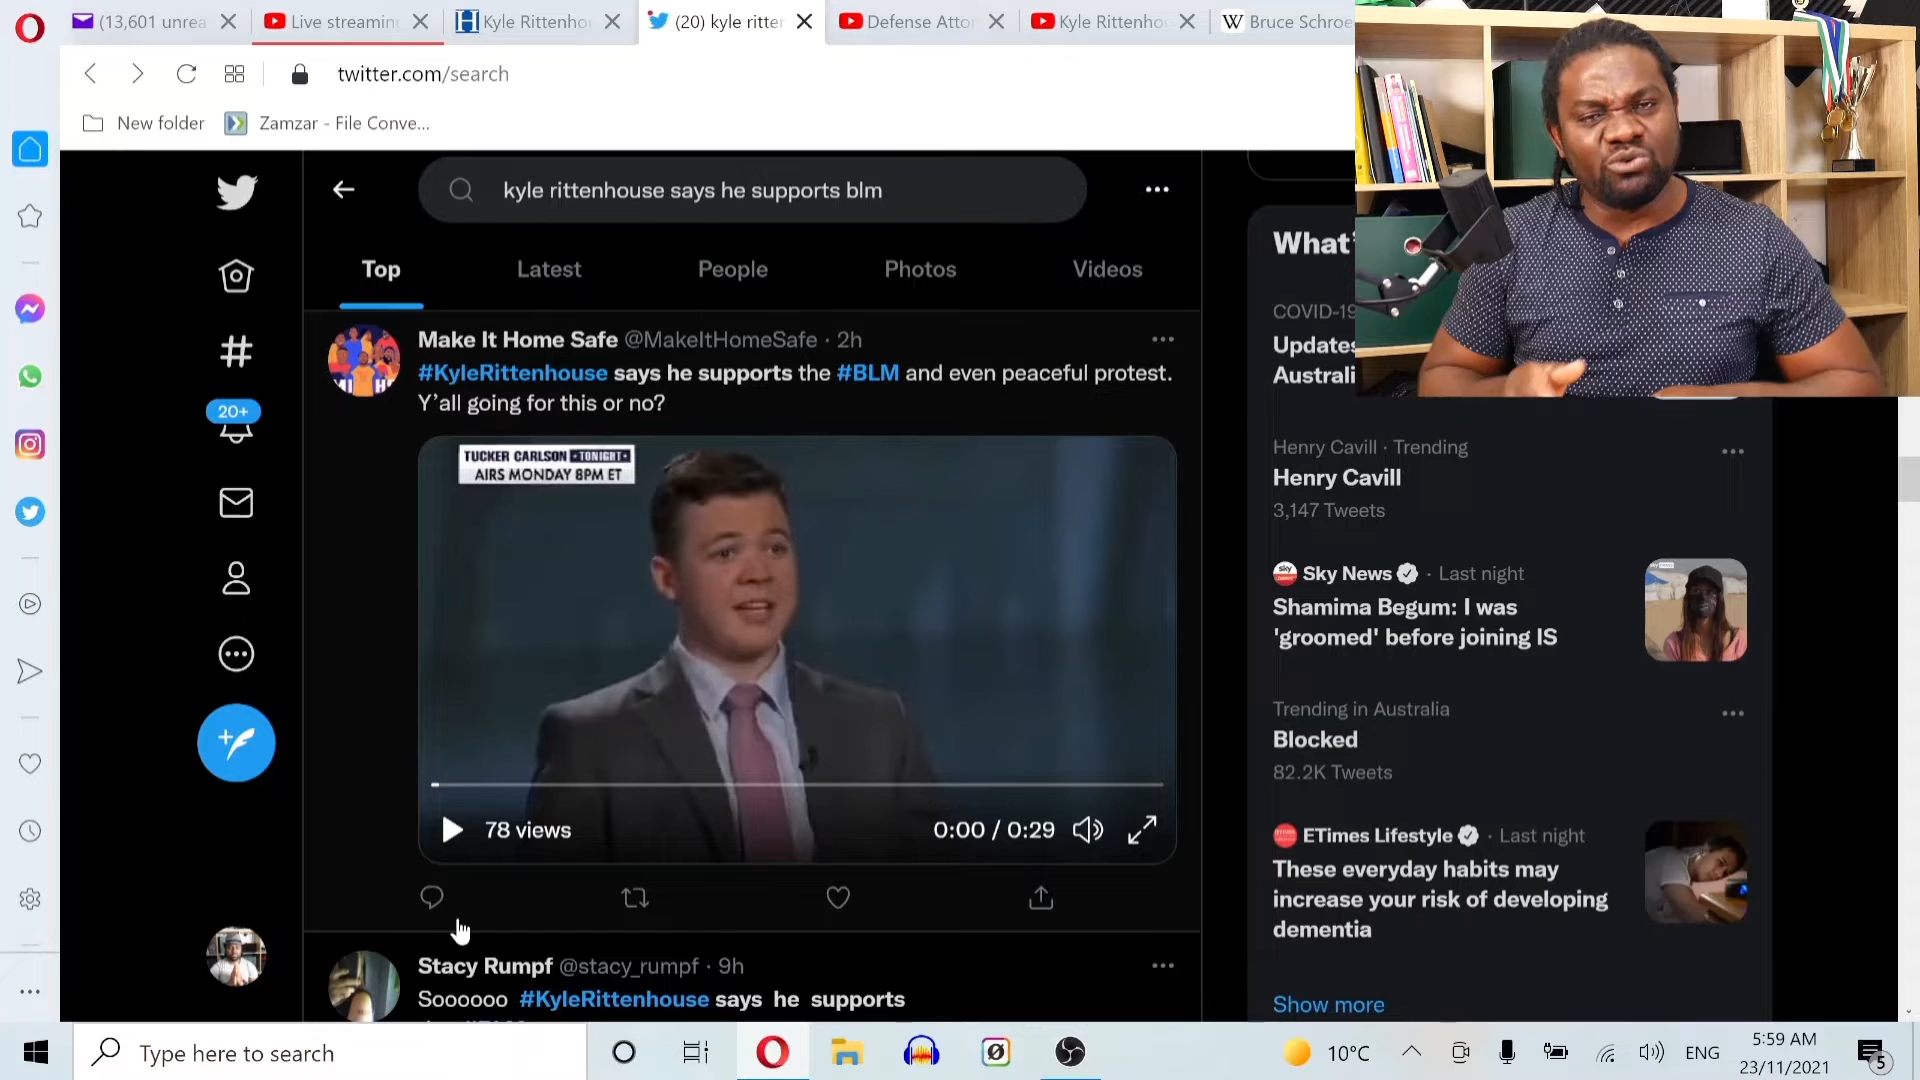 (13,601 unrea
Live streaming
Kyle Rittenho
(20) kyle ritter
Defense Atto
Kyle Rittenho
W Bruce Schroe
twitter.com/search
New folder
Zamzar - File Conve...
kyle rittenhouse says he supports blm
Top
Latest
People
Photos
Videos
Make It Home Safe @MakeItHomeSafe · 2h
#KyleRittenhouse says he supports the #BLM and even peaceful protest.
Y'all going for this or no?
TUCKER CARLSON TONIGHT
AIRS MONDAY 8PM ET
78 views
0:00 / 0:29
20+
Stacy Rumpf @stacy_rumpf · 9h
Soooooo #KyleRittenhouse says he supports
What'
COVID-19
Updates
Australi
Henry Cavill · Trending
Henry Cavill
3,147 Tweets
Sky News · Last night
Shamima Begum: I was
'groomed' before joining IS
Trending in Australia
Blocked
82.2K Tweets
ETimes Lifestyle · Last night
These everyday habits may
increase your risk of developing
dementia
Show more
Type here to search
10°C
ENG
5:59 AM
23/11/2021
5